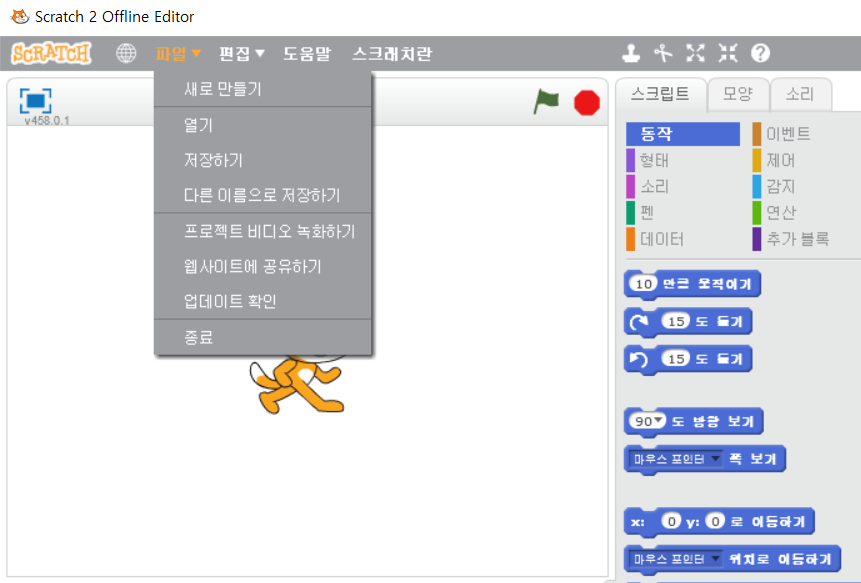 Scratch 2 Offline Editor
SCRATCH 파일 편집 도움말 스크래치란
새로 만들기
열기
저장하기
다른 이름으로 저장하기
프로젝트 비디오 녹화하기
웹사이트에 공유하기
업데이트 확인
종료
v458.0.1
스크립트 모양 소리
동작 이벤트
형태 제어
소리 감지
펜 연산
데이터 추가 블록
10 만큼 움직이기
15 도 돌기
15 도 돌기
90 도 방향 보기
마우스 포인터 쪽 보기
x: 0 y: 0 로 이동하기
마우스 포인터 위치로 이동하기